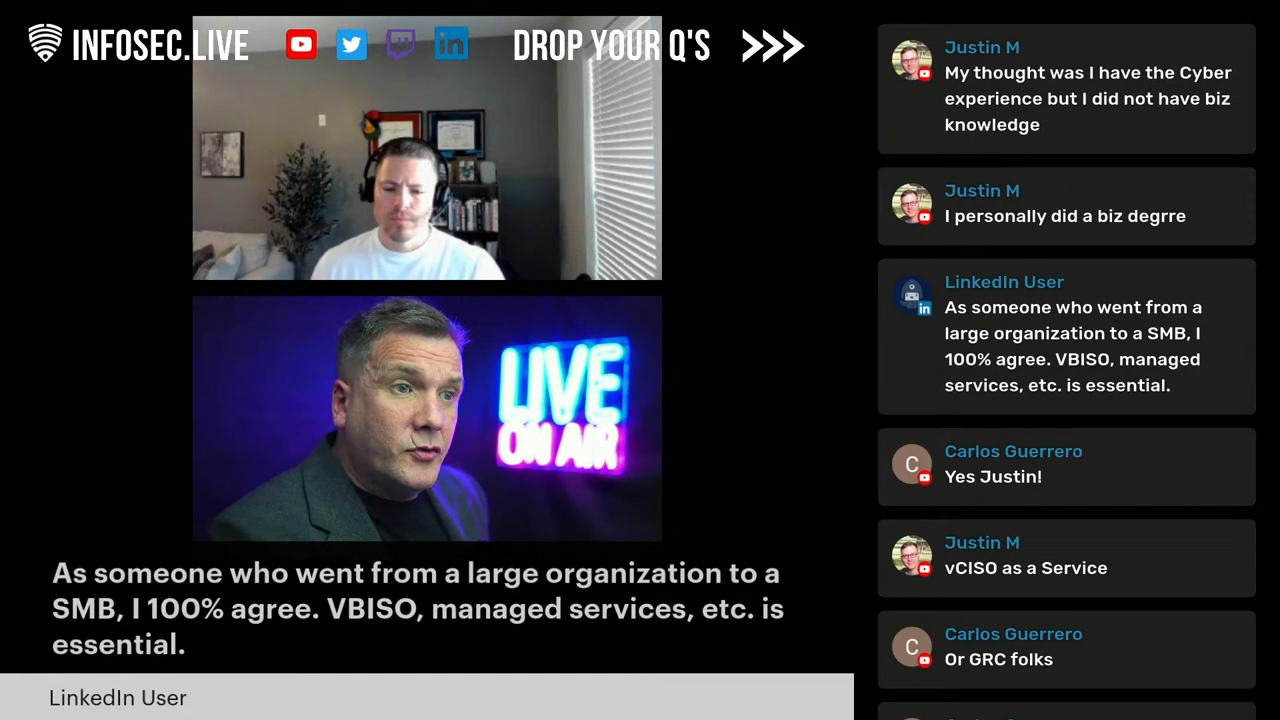 INFOSEC.LIVE
DROP YOUR Q'S
LIVE
ON AIR
As someone who went from a large organization to a
SMB, I 100% agree. VBISO, managed services, etc. is
essential.
LinkedIn User
Justin M
My thought was I have the Cyber
experience but I did not have biz
knowledge
Justin M
I personally did a biz degrre
LinkedIn User
As someone who went from a
large organization to a SMB, I
100% agree. VBISO, managed
services, etc. is essential.
C
Carlos Guerrero
Yes Justin!
Justin M
vCISO as a Service
C
Carlos Guerrero
Or GRC folks